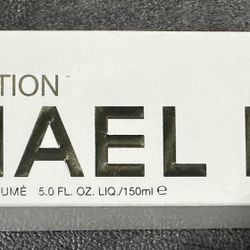 TION
HAEL
UMÉ 5.0 FL. OZ. LIQ./150ml ℮